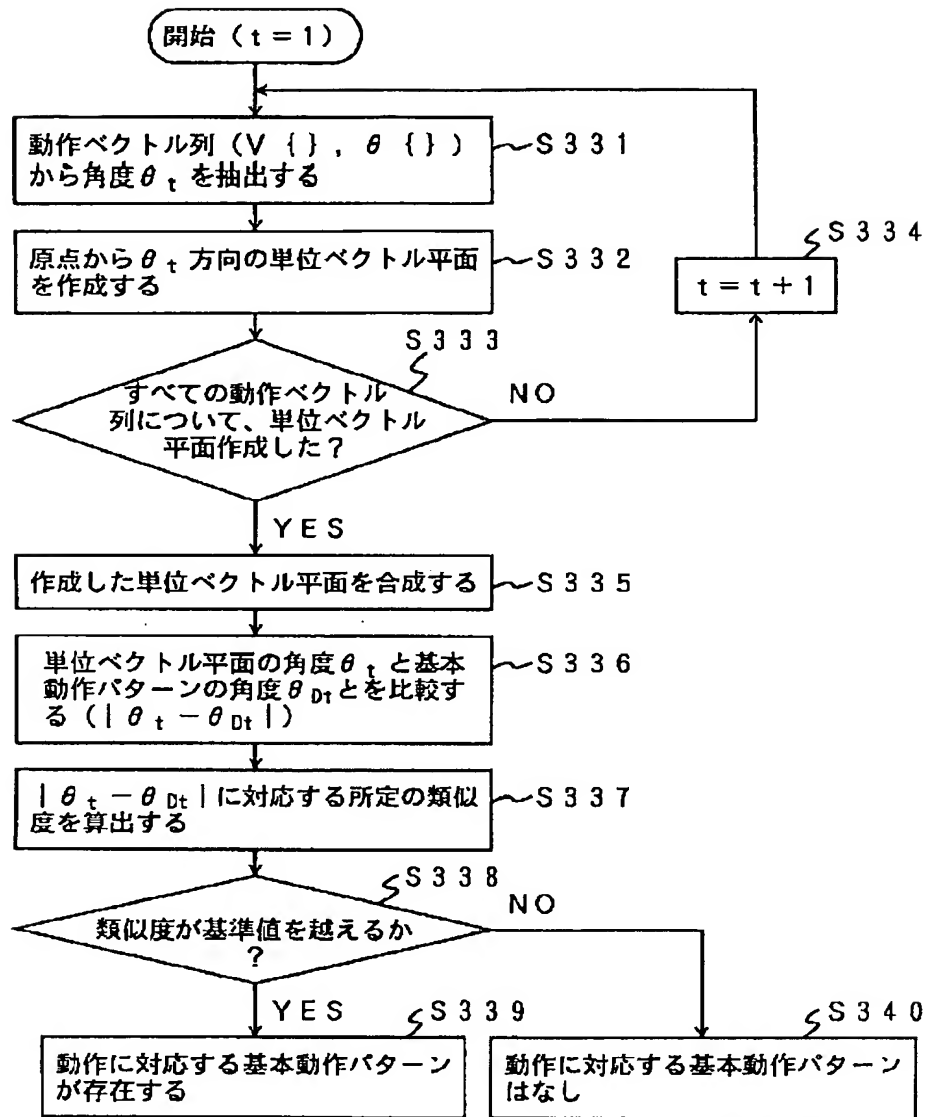 開始（t＝1）
動作ベクトル列（V｛｝，θ｛｝）
から角度θtを抽出する
～S331
原点からθt方向の単位ベクトル平面
を作成する
～S332
S333
S334
t＝t＋1
すべての動作ベクトル
列について、単位ベクトル
平面作成した？
NO
YES
作成した単位ベクトル平面を合成する
～S335
単位ベクトル平面の角度θtと基本
動作パターンの角度θDtとを比較す
る（｜θt－θDt｜）
～S336
｜θt－θDt｜に対応する所定の類似
度を算出する
～S337
S338
類似度が基準値を越えるか
？
NO
YES
S339
動作に対応する基本動作パターン
が存在する
S340
動作に対応する基本動作パターン
はなし